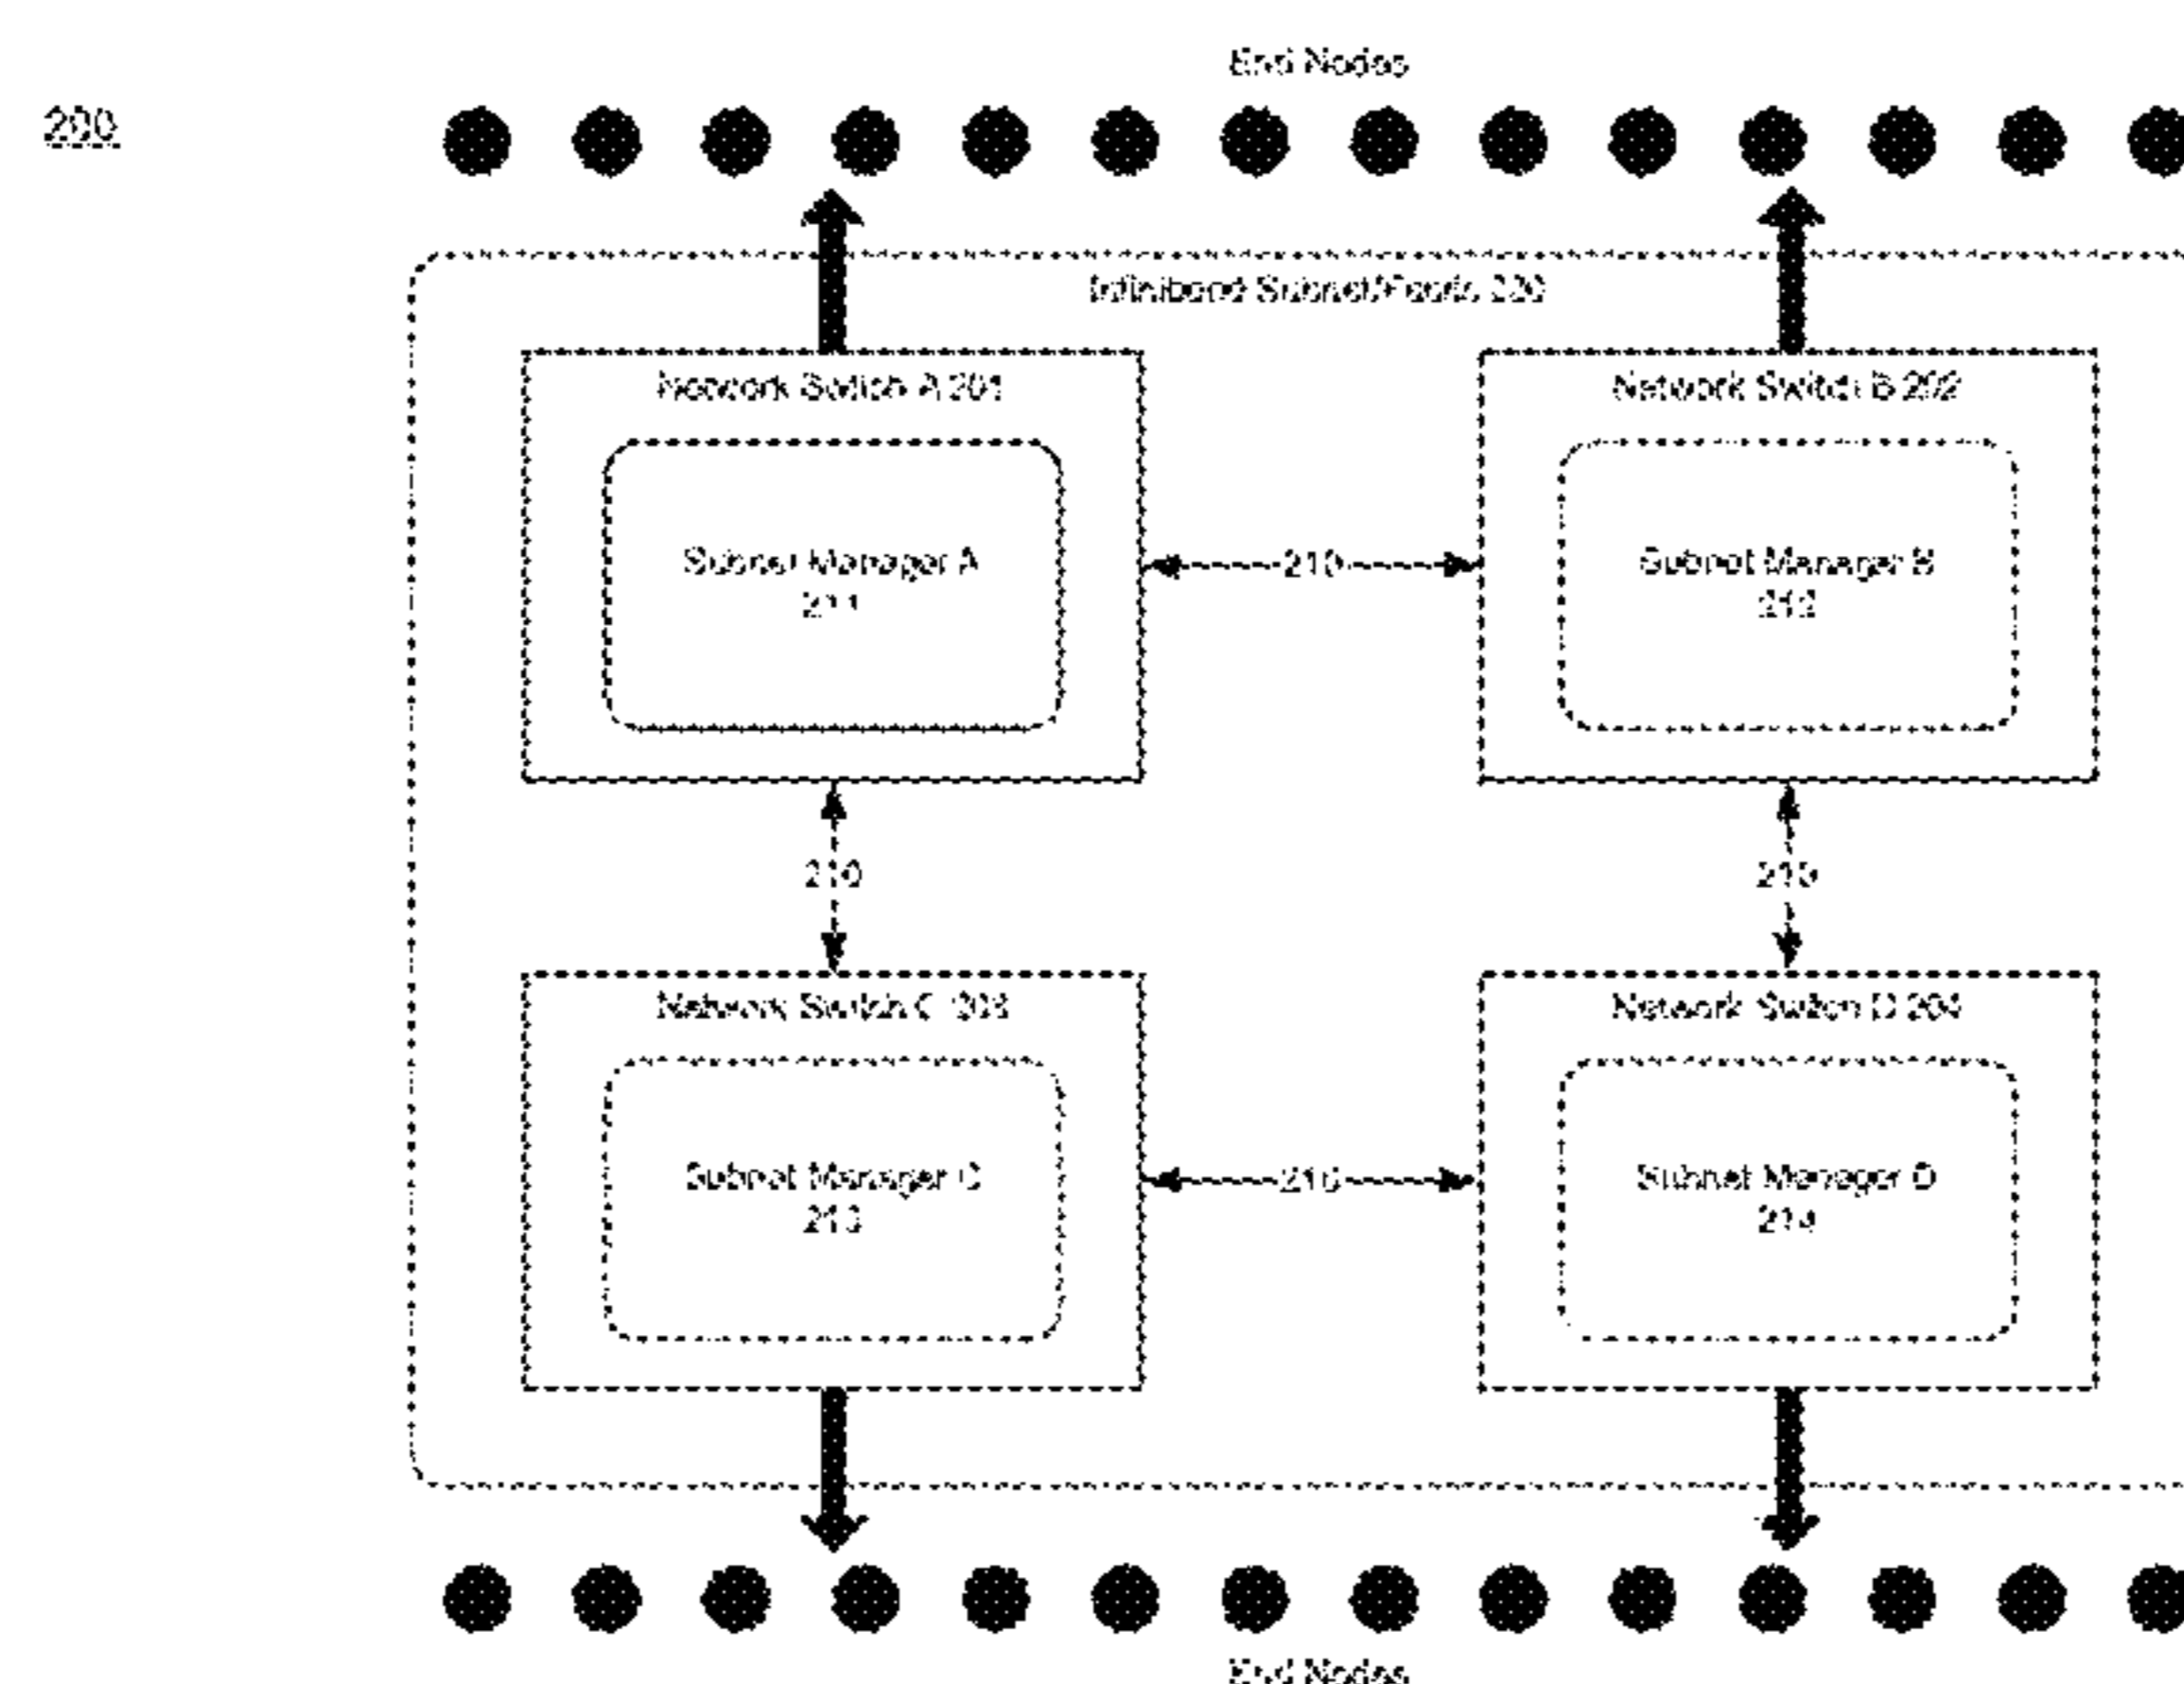 End Nodes
200
Infiniband Subnet/Fabric 220
Network Switch A 201
Network Switch B 202
Subnet Manager A
211
210
Subnet Manager B
212
210
210
Network Switch C 203
Network Switch D 204
Subnet Manager C
213
210
Subnet Manager D
214
End Nodes